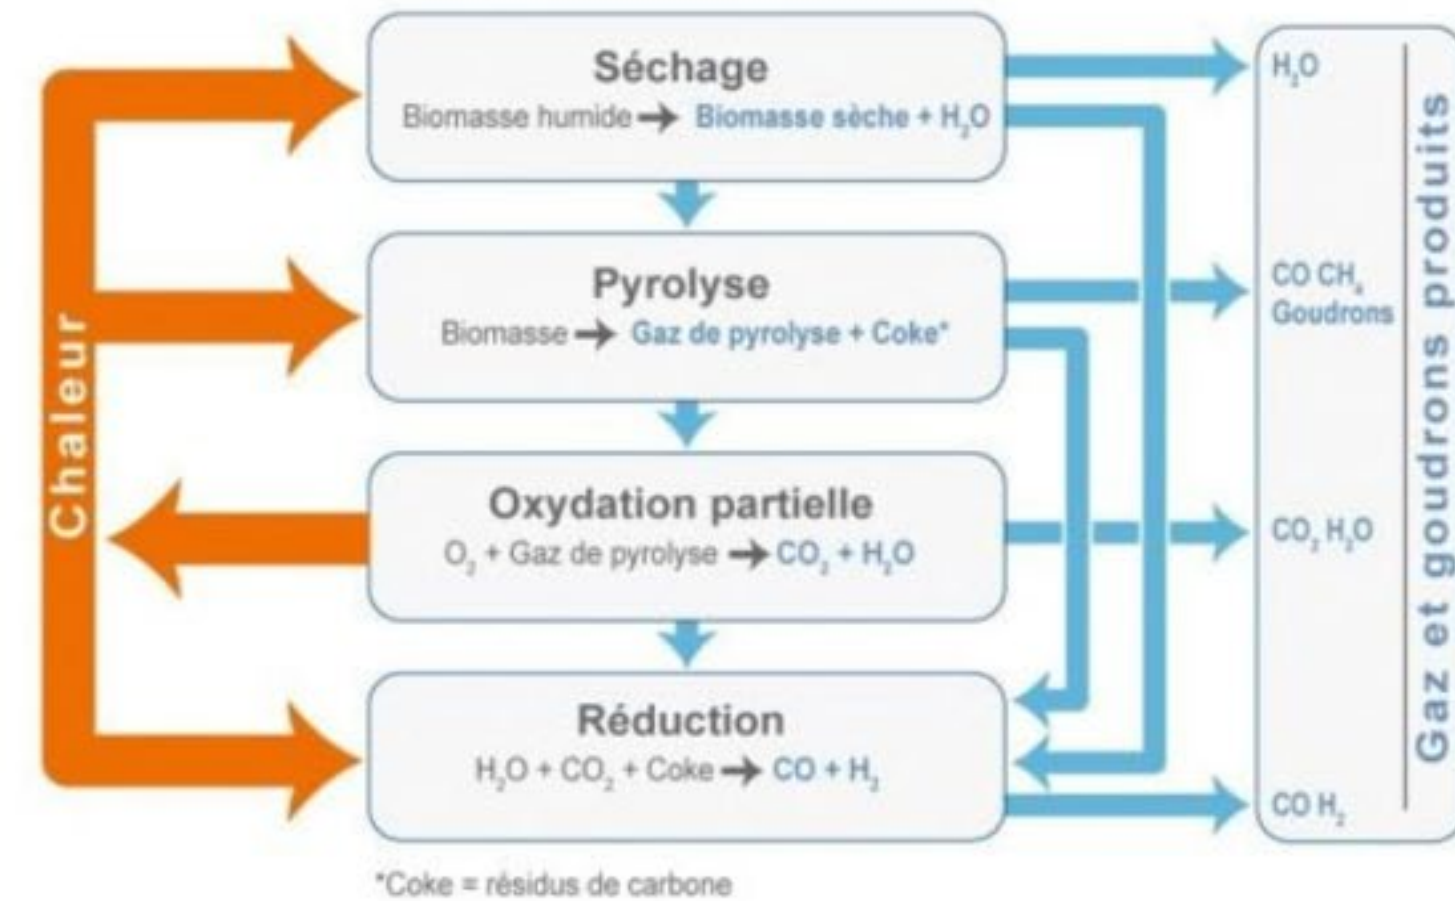 Chaleur
Séchage
Biomasse humide → Biomasse sèche + H₂O
Pyrolyse
Biomasse → Gaz de pyrolyse + Coke*
Oxydation partielle
O₂ + Gaz de pyrolyse → CO₂ + H₂O
Réduction
H₂O + CO₂ + Coke → CO + H₂
*Coke = résidus de carbone
H₂O
CO CH₄
Goudrons
CO₂ H₂O
CO H₂
Gaz et goudrons produits